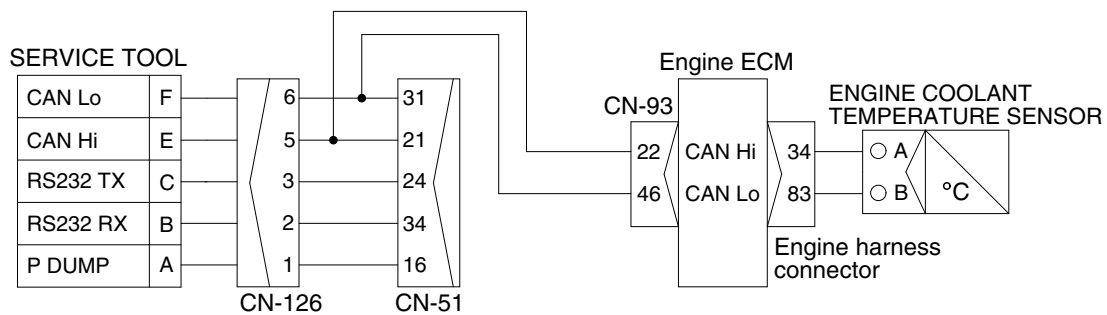 SERVICE TOOL
CAN Lo F 6 31
CAN Hi E 5 21
RS232 TX C 3 24
RS232 RX B 2 34
P DUMP A 1 16
CN-126 CN-51
Engine ECM
CN-93
22 CAN Hi 34
46 CAN Lo 83
ENGINE COOLANT
TEMPERATURE SENSOR
A
B °C
Engine harness
connector